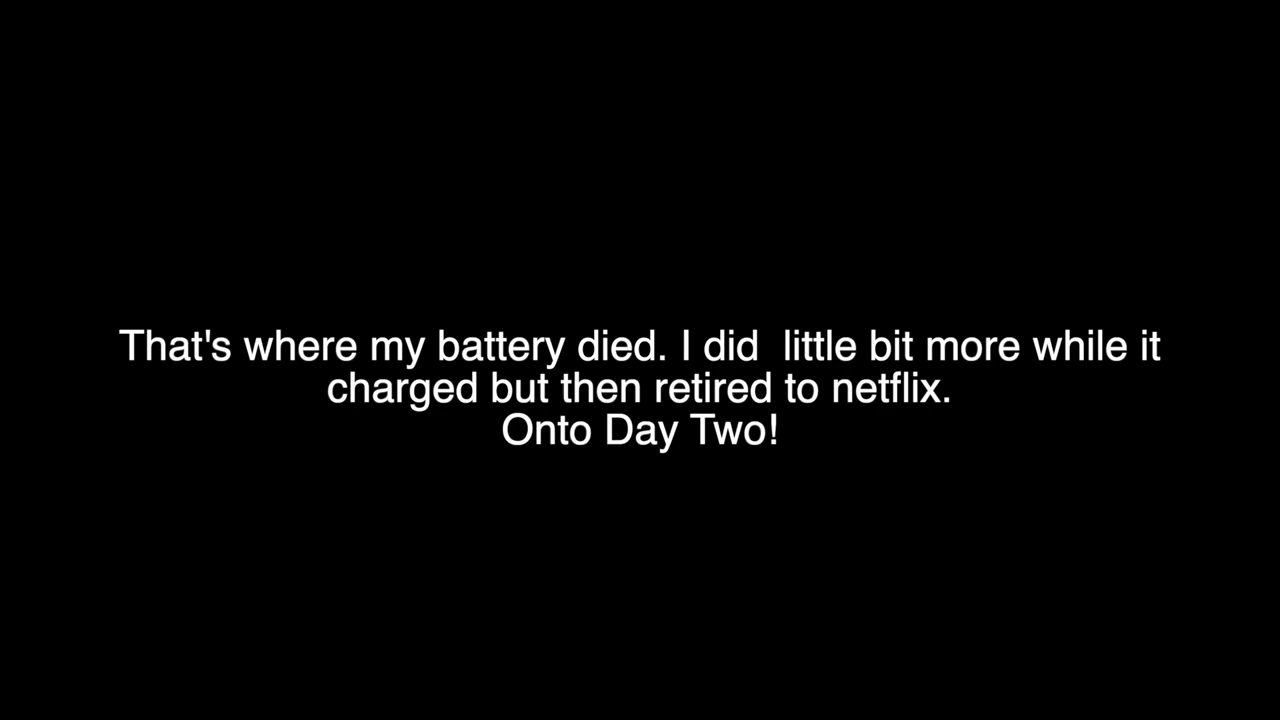 That's where my battery died. I did  little bit more while it
charged but then retired to netflix.
Onto Day Two!